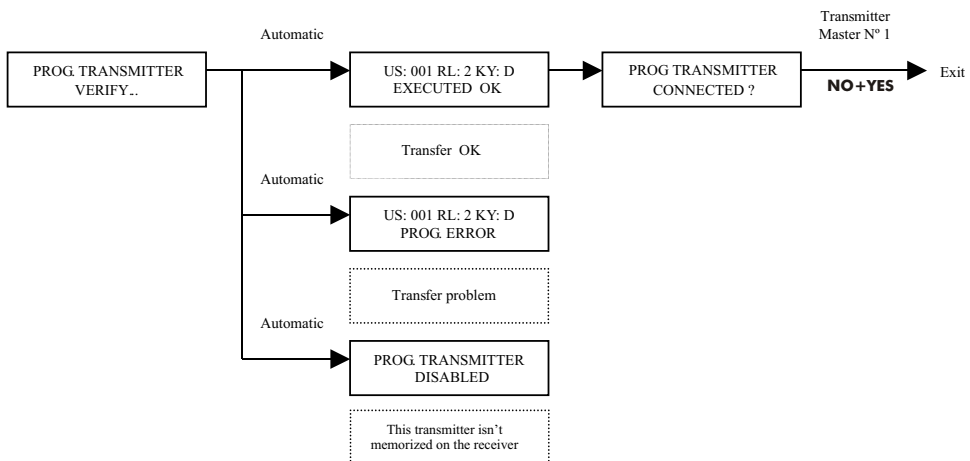 Automatic
Transmitter
Master Nº 1
PROG. TRANSMITTER
VERIFY...
US: 001 RL: 2 KY: D
EXECUTED OK
PROG TRANSMITTER
CONNECTED ?
NO+YES
Exit
Transfer OK
Automatic
US: 001 RL: 2 KY: D
PROG. ERROR
Transfer problem
Automatic
PROG. TRANSMITTER
DISABLED
This transmitter isn't
memorized on the receiver